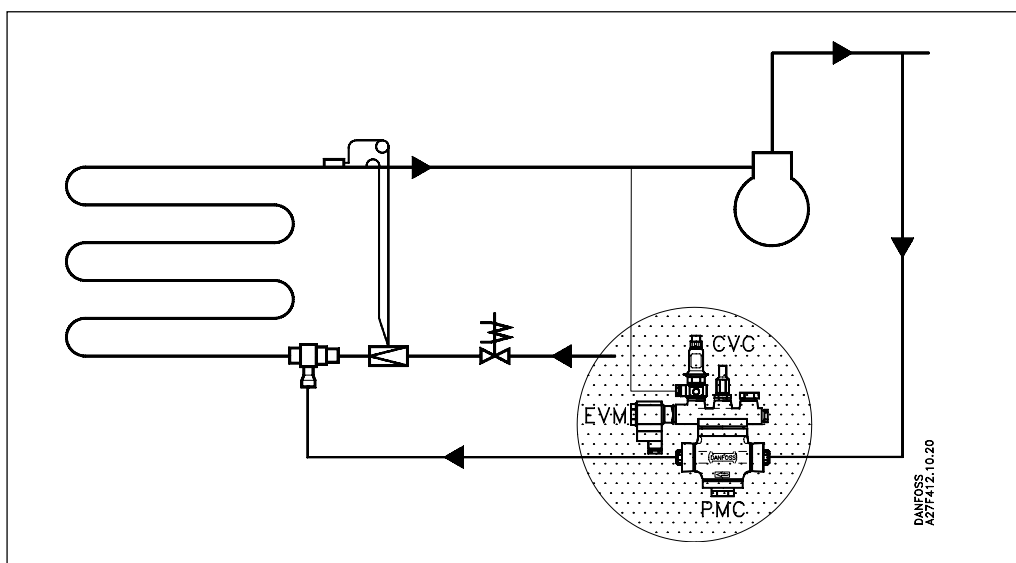 CVC
EVM
DANFOSS
PMC
DANFOSS
A27F412.10.20